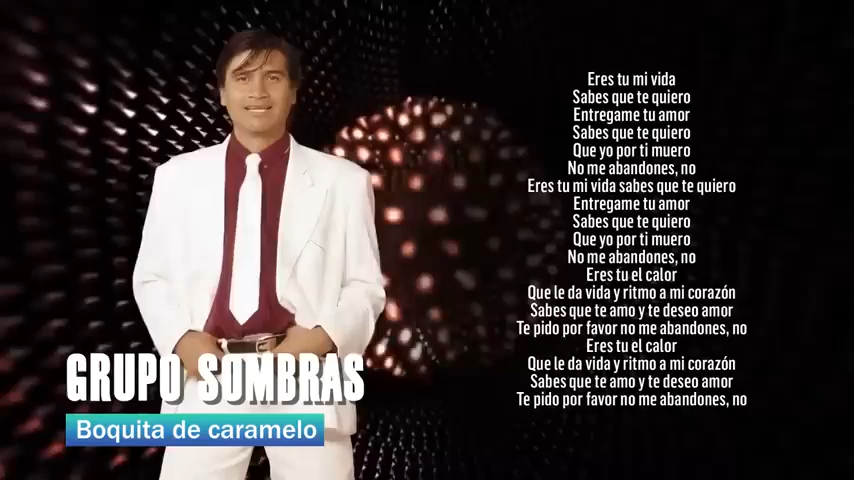 Eres tu mi vida
Sabes que te quiero
Entregame tu amor
Sabes que te quiero
Que yo por ti muero
No me abandones, no
Eres tu mi vida sabes que te quiero
Entregame tu amor
Sabes que te quiero
Que yo por ti muero
No me abandones, no
Eres tu el calor
Que le da vida y ritmo a mi corazón
Sabes que te amo y te deseo amor
Te pido por favor no me abandones, no
Eres tu el calor
Que le da vida y ritmo a mi corazón
Sabes que te amo y te deseo amor
Te pido por favor no me abandones, no
GRUPO SOMBRAS
Boquita de caramelo